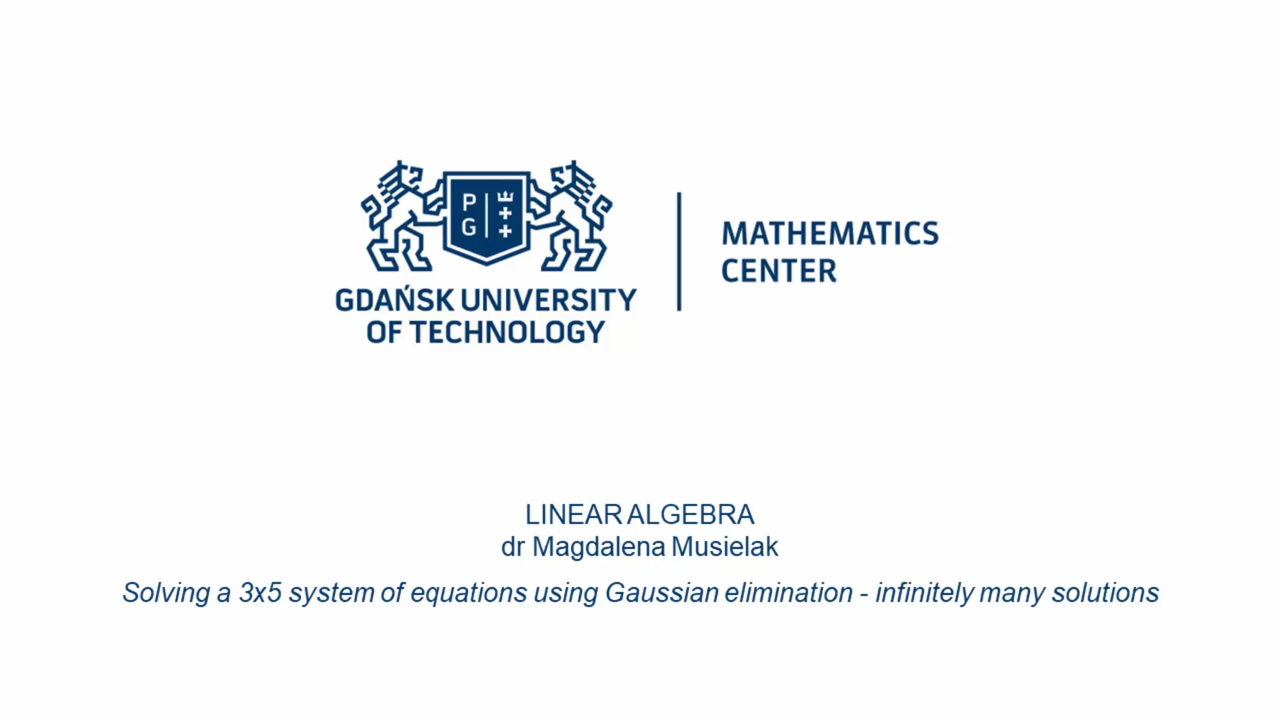 P
G
GDAŃSK UNIVERSITY
OF TECHNOLOGY
MATHEMATICS
CENTER
LINEAR ALGEBRA
dr Magdalena Musielak
Solving a 3x5 system of equations using Gaussian elimination - infinitely many solutions